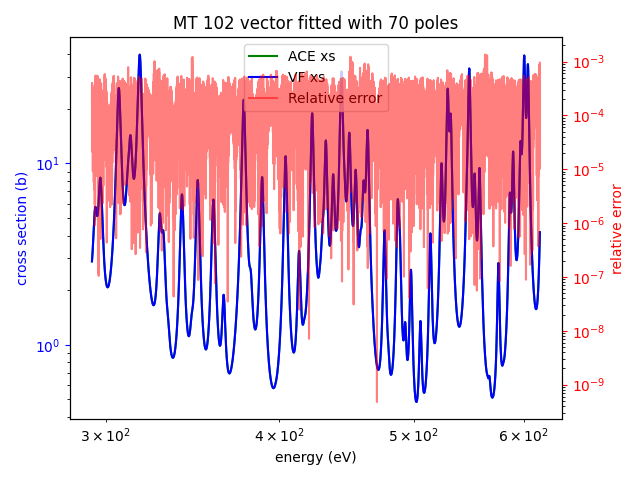 MT 102 vector fitted with 70 poles
ACE xs
VF xs
Relative error
cross section (b)
10¹
10⁰
10⁻³
10⁻⁴
10⁻⁵
10⁻⁶
10⁻⁷
10⁻⁸
10⁻⁹
relative error
3 × 10² 4 × 10² 5 × 10² 6 × 10²
energy (eV)